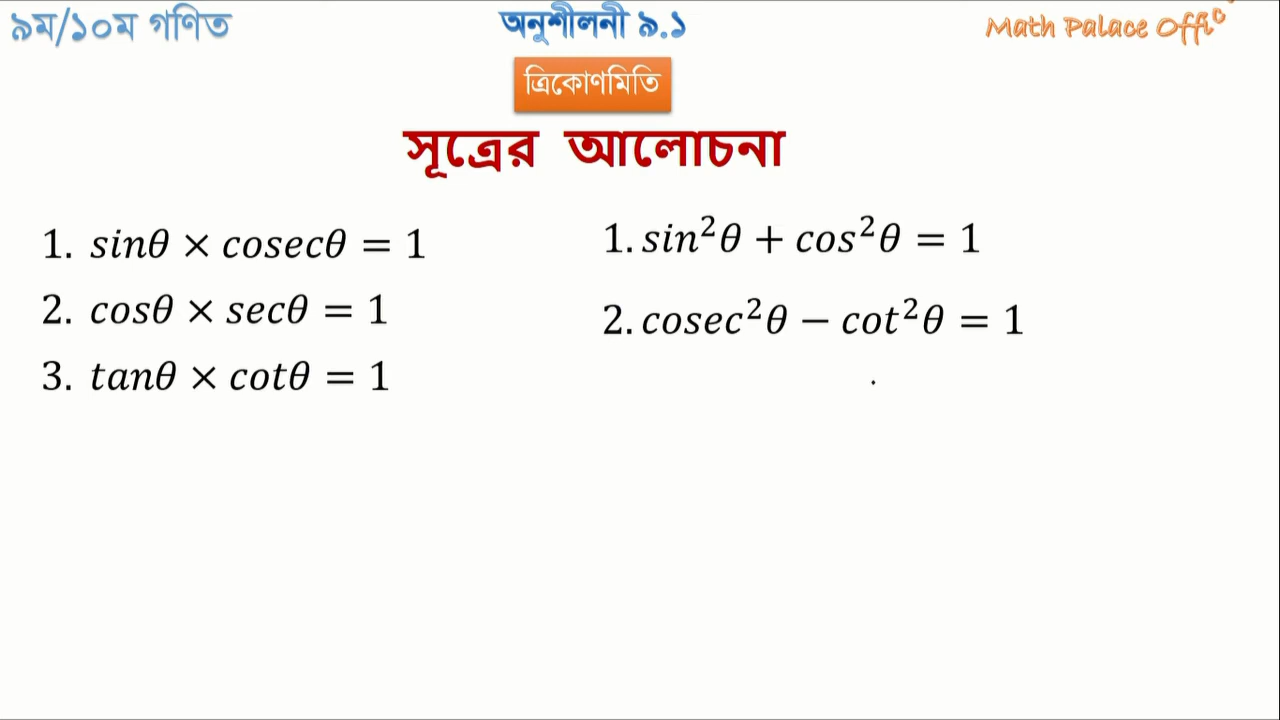 ৯ম/১০ম গণিত
অনুশীলনী ৯.১
Math Palace Offic
ত্রিকোণমিতি
সূত্রের আলোচনা
1. sinθ × cosecθ = 1
2. cosθ × secθ = 1
3. tanθ × cotθ = 1
1. sin²θ + cos²θ = 1
2. cosec²θ − cot²θ = 1